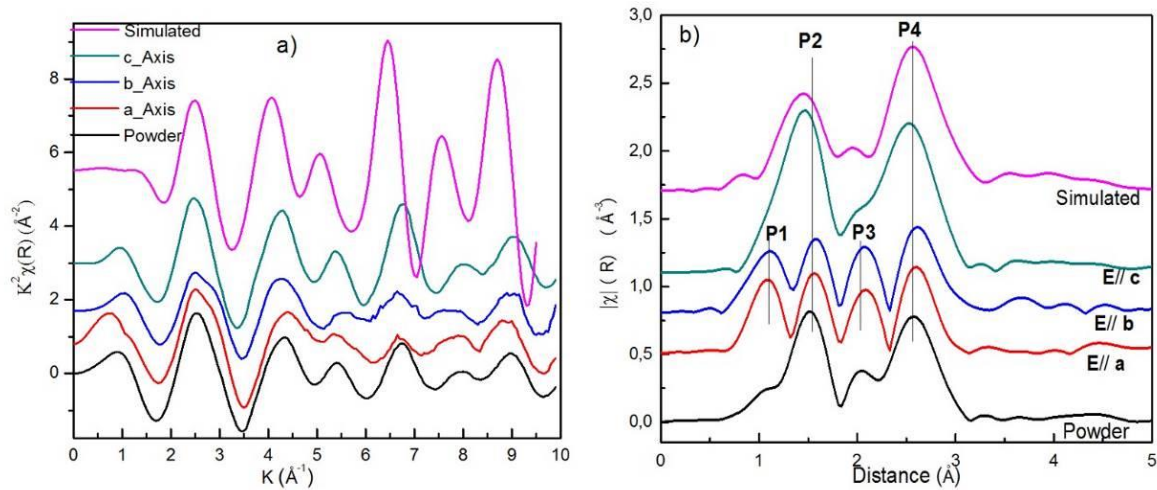 a)
Simulated
c_Axis
b_Axis
a_Axis
Powder
K²χ(R) (Å⁻²)
8
6
4
2
0
0 1 2 3 4 5 6 7 8 9 10
K (Å⁻¹)
b)
P2
P4
P1
P3
Simulated
E// c
E// b
E// a
Powder
|χ| (R) (Å⁻³)
3,0
2,5
2,0
1,5
1,0
0,5
0,0
0 1 2 3 4 5
Distance (Å)